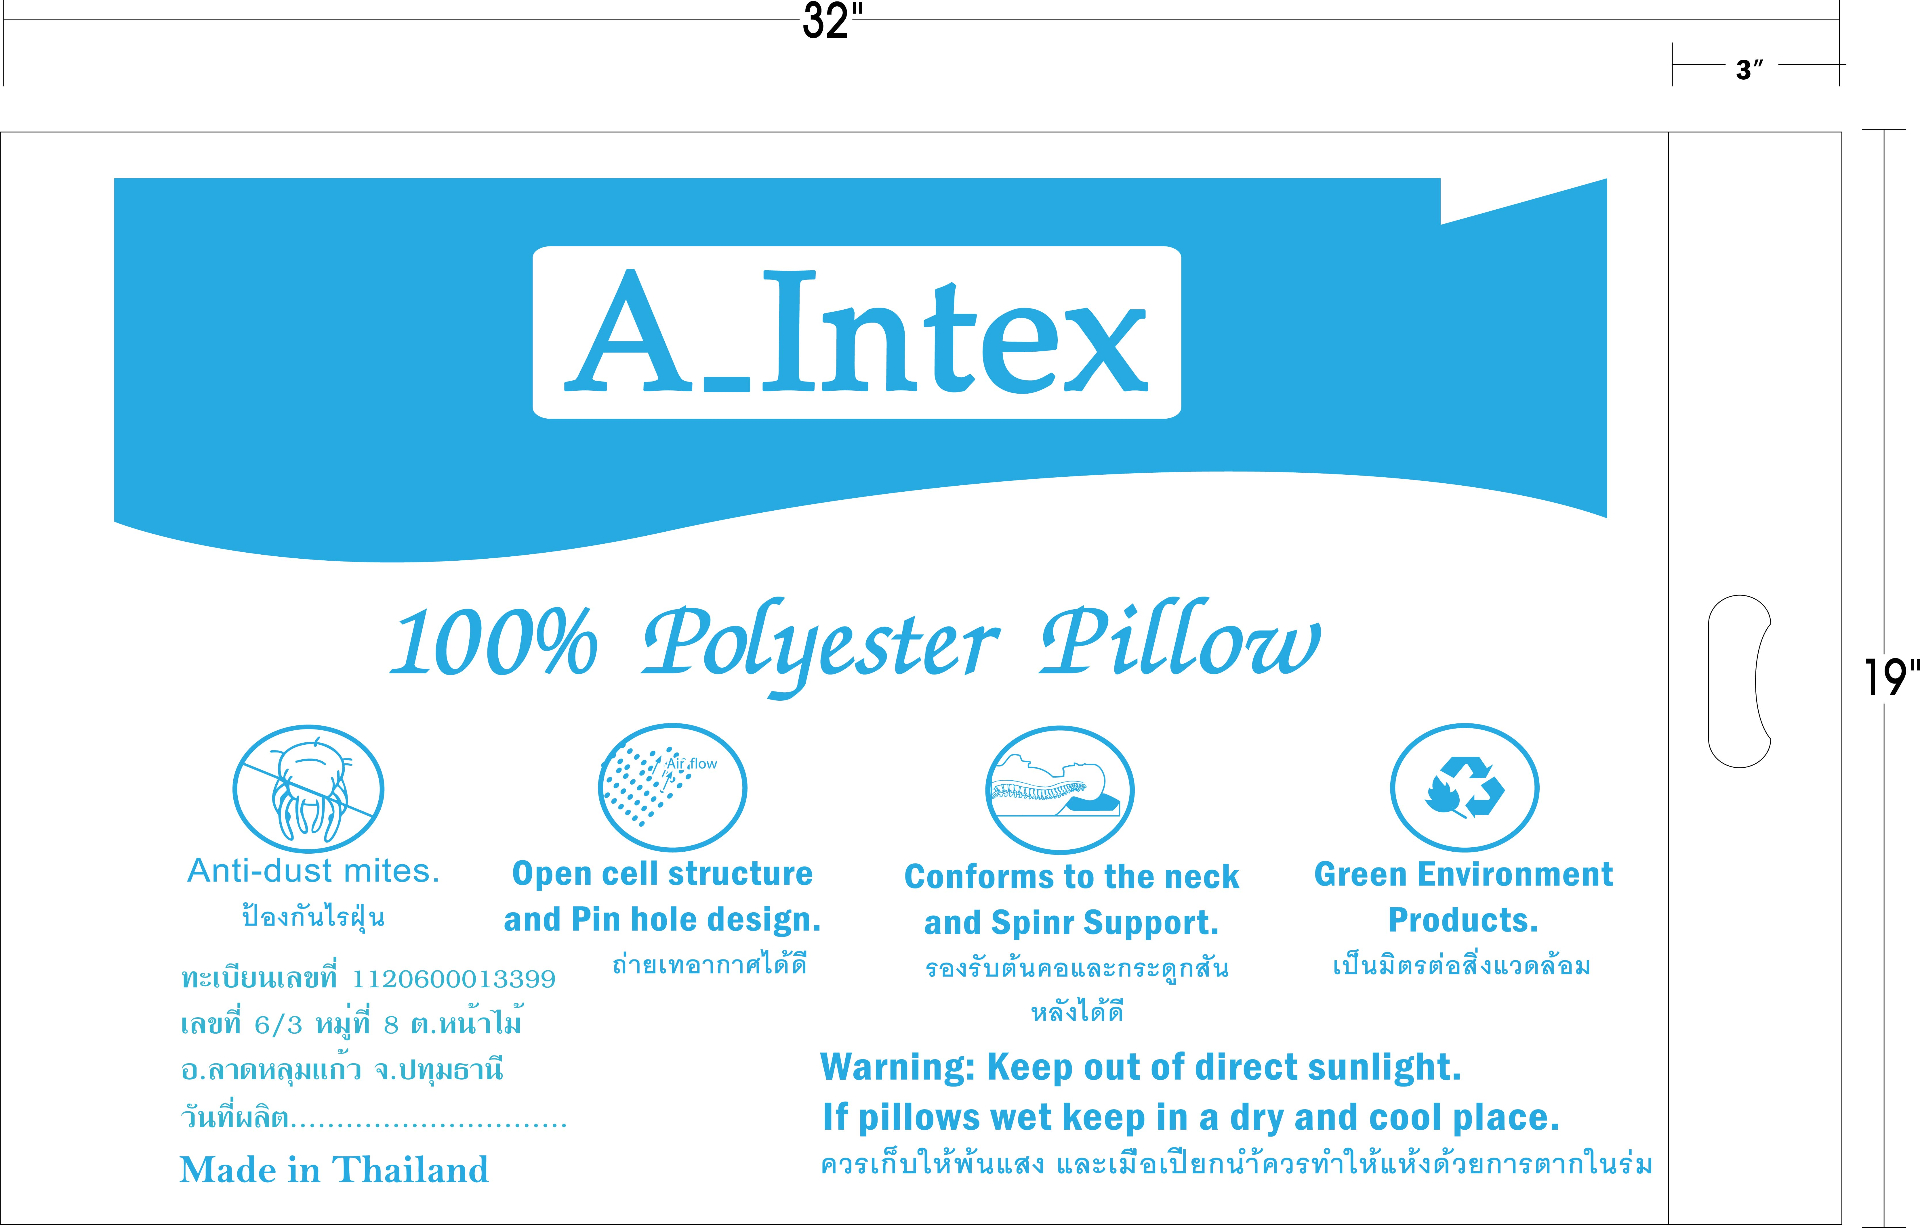 32"
3"
A_Intex
100% Polyester Pillow
19"
Air flow
Anti-dust mites.
ป้องกันไรฝุ่น
Open cell structure
and Pin hole design.
ถ่ายเทอากาศได้ดี
Conforms to the neck
and Spinr Support.
รองรับต้นคอและกระดูกสัน
หลังได้ดี
Green Environment
Products.
เป็นมิตรต่อสิ่งแวดล้อม
ทะเบียนเลขที่ 1120600013399
เลขที่ 6/3 หมู่ที่ 8 ต.หน้าไม้
อ.ลาดหลุมแก้ว จ.ปทุมธานี
วันที่ผลิต..............................
Made in Thailand
Warning: Keep out of direct sunlight.
If pillows wet keep in a dry and cool place.
ควรเก็บให้พ้นแสง และเมือเปียกนำ้ควรทำให้แห้งด้วยการตากในร่ม